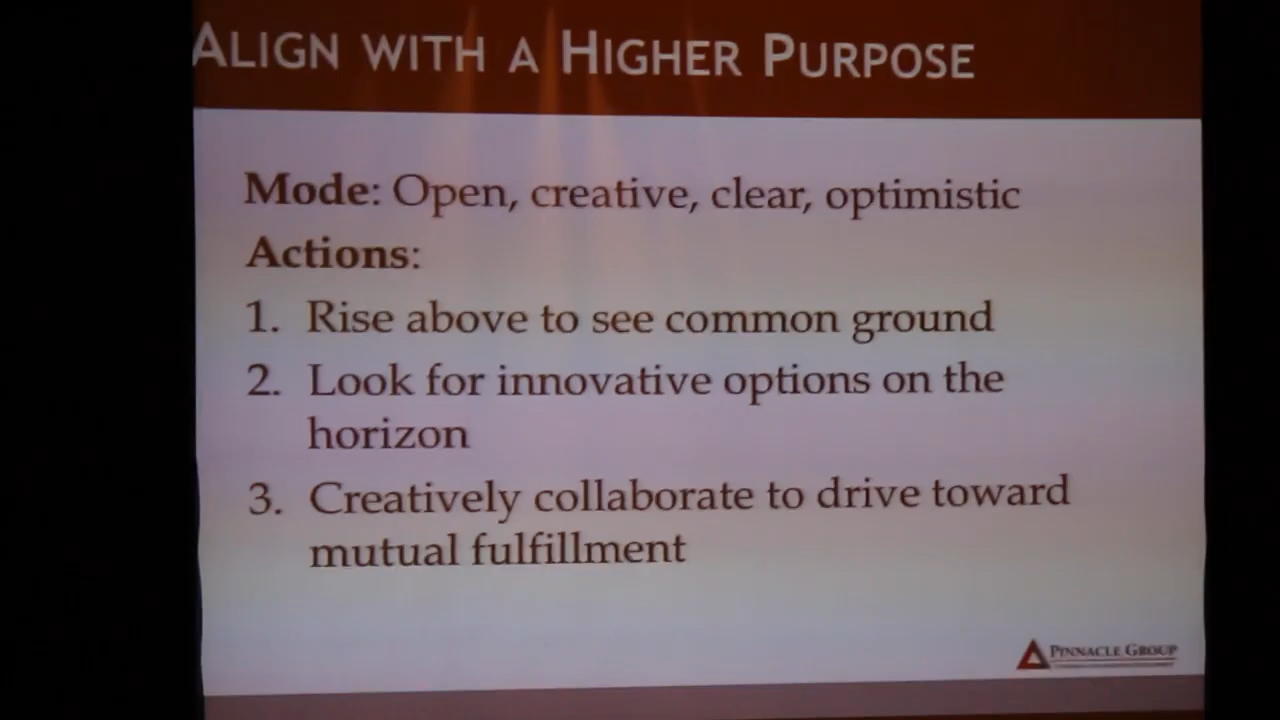 ALIGN WITH A HIGHER PURPOSE
Mode: Open, creative, clear, optimistic
Actions:
1. Rise above to see common ground
2. Look for innovative options on the
horizon
3. Creatively collaborate to drive toward
mutual fulfillment
PINNACLE GROUP